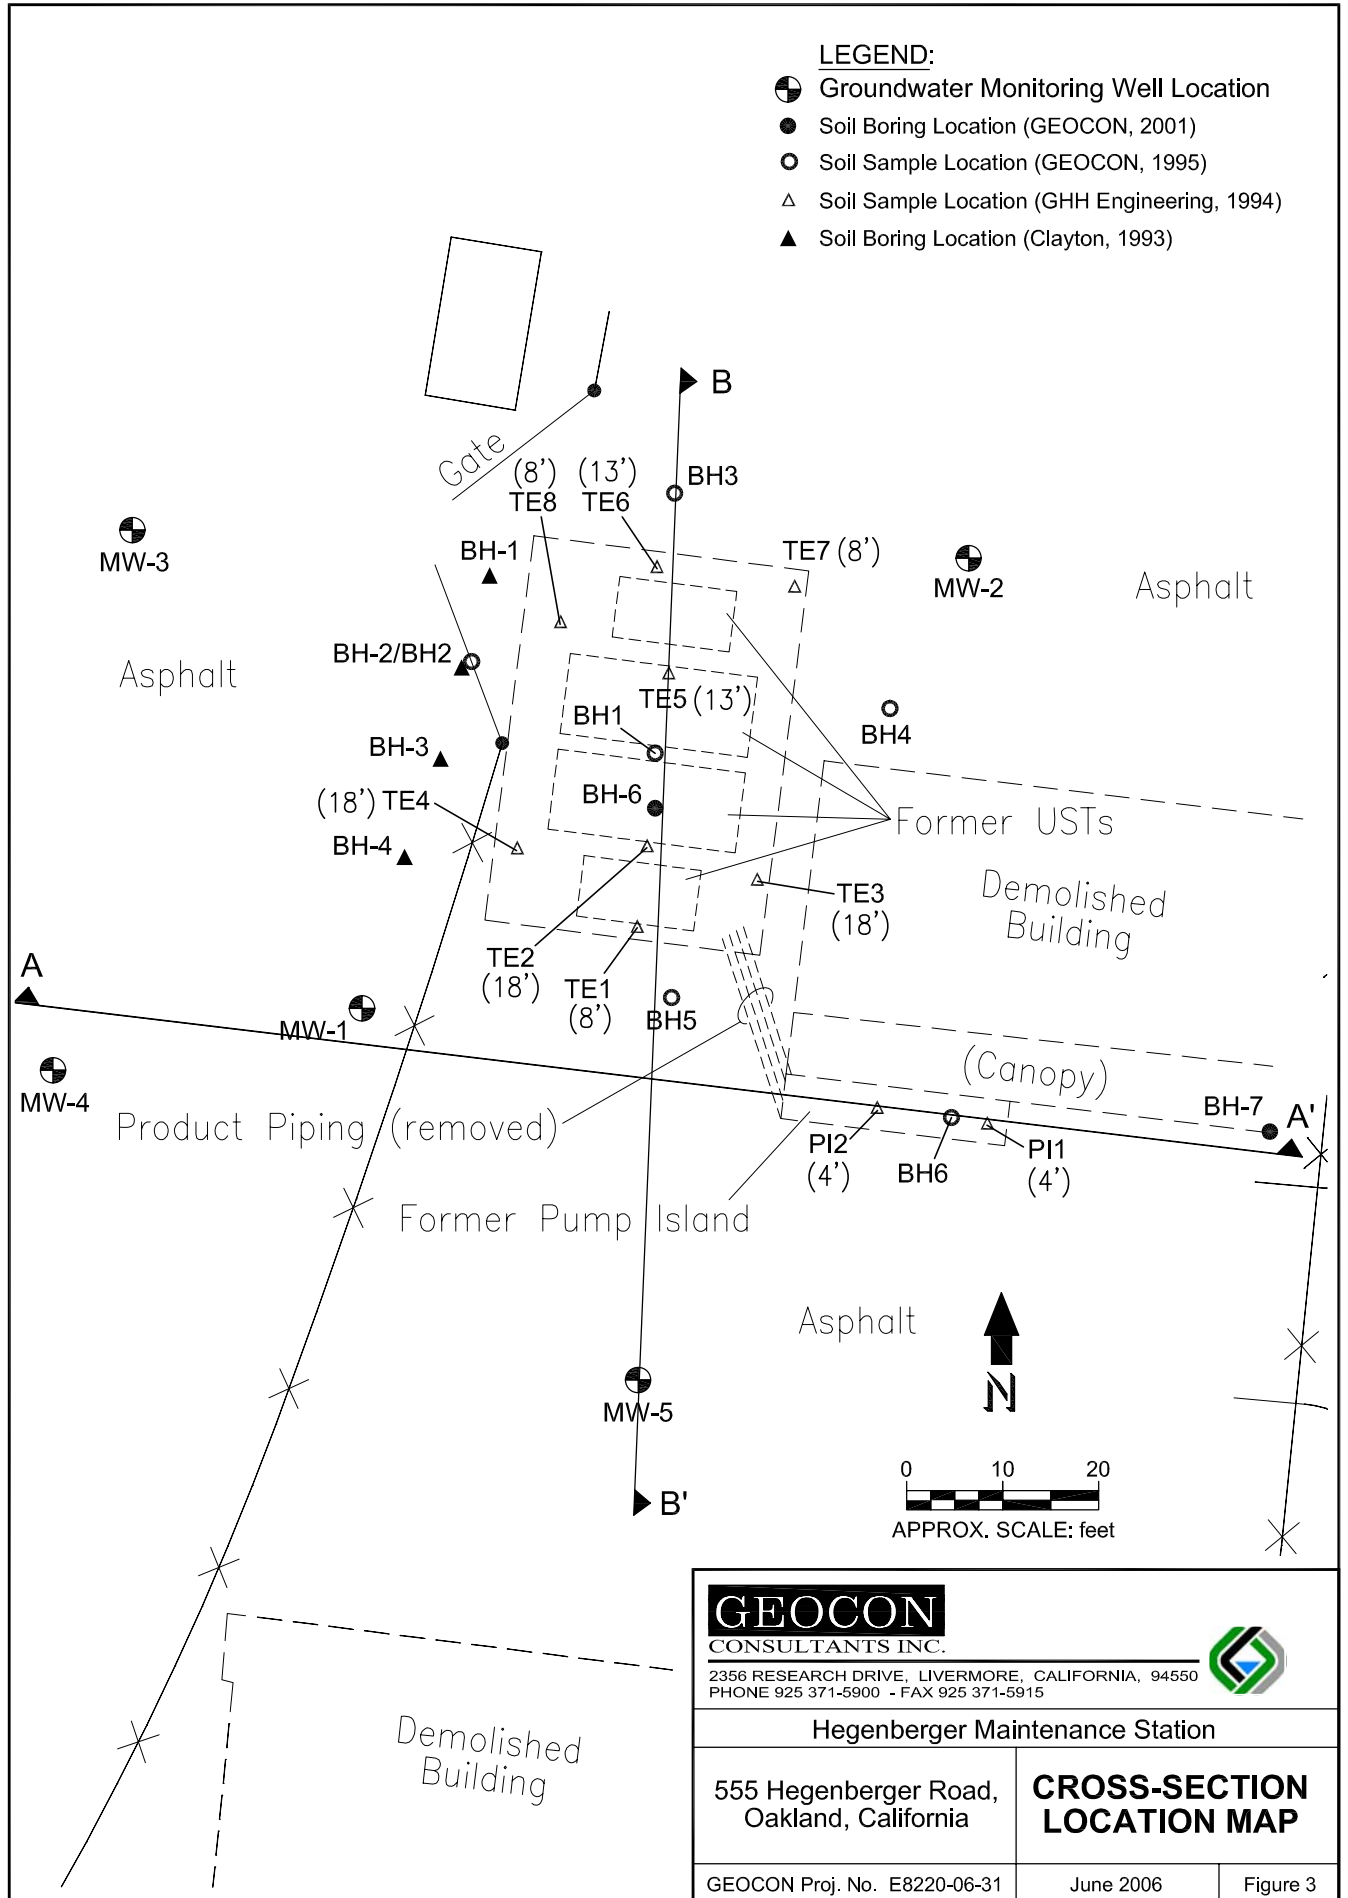 LEGEND:
Groundwater Monitoring Well Location
Soil Boring Location (GEOCON, 2001)
Soil Sample Location (GEOCON, 1995)
Soil Sample Location (GHH Engineering, 1994)
Soil Boring Location (Clayton, 1993)
B
Gate
(8')
TE8
(13')
TE6
BH3
MW-3
BH-1
TE7 (8')
MW-2
Asphalt
Asphalt
BH-2/BH2
TE5 (13')
BH1
BH4
BH-3
BH-6
(18') TE4
Former USTs
BH-4
TE3
(18')
Demolished
Building
A
TE2
(18')
TE1
(8')
BH5
MW-1
MW-4
(Canopy)
Product Piping (removed)
BH-7
A'
PI2
(4')
BH6
PI1
(4')
Former Pump Island
Asphalt
N
MW-5
0 10 20
APPROX. SCALE: feet
B'
Demolished
Building
GEOCON
CONSULTANTS INC.
2356 RESEARCH DRIVE, LIVERMORE, CALIFORNIA, 94550
PHONE 925 371-5900 - FAX 925 371-5915
Hegenberger Maintenance Station
555 Hegenberger Road,
Oakland, California
CROSS-SECTION
LOCATION MAP
GEOCON Proj. No. E8220-06-31
June 2006
Figure 3